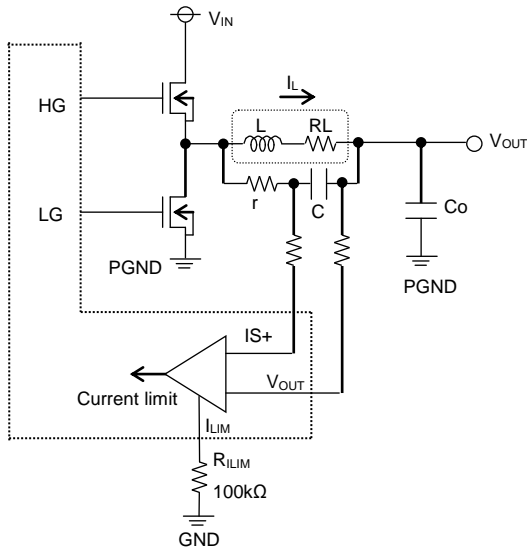 VIN
HG
IL
L
RL
VOUT
r
C
LG
Co
PGND
PGND
IS+
VOUT
Current limit
ILIM
RILIM
100kΩ
GND